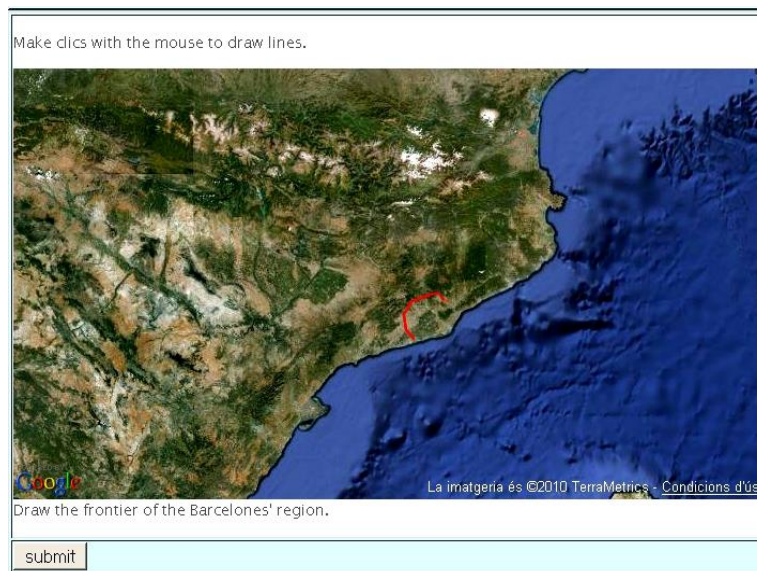 Make clics with the mouse to draw lines.
Google
La imatgeria és ©2010 TerraMetrics - Condicions d'ús
Draw the frontier of the Barcelones' region.
submit